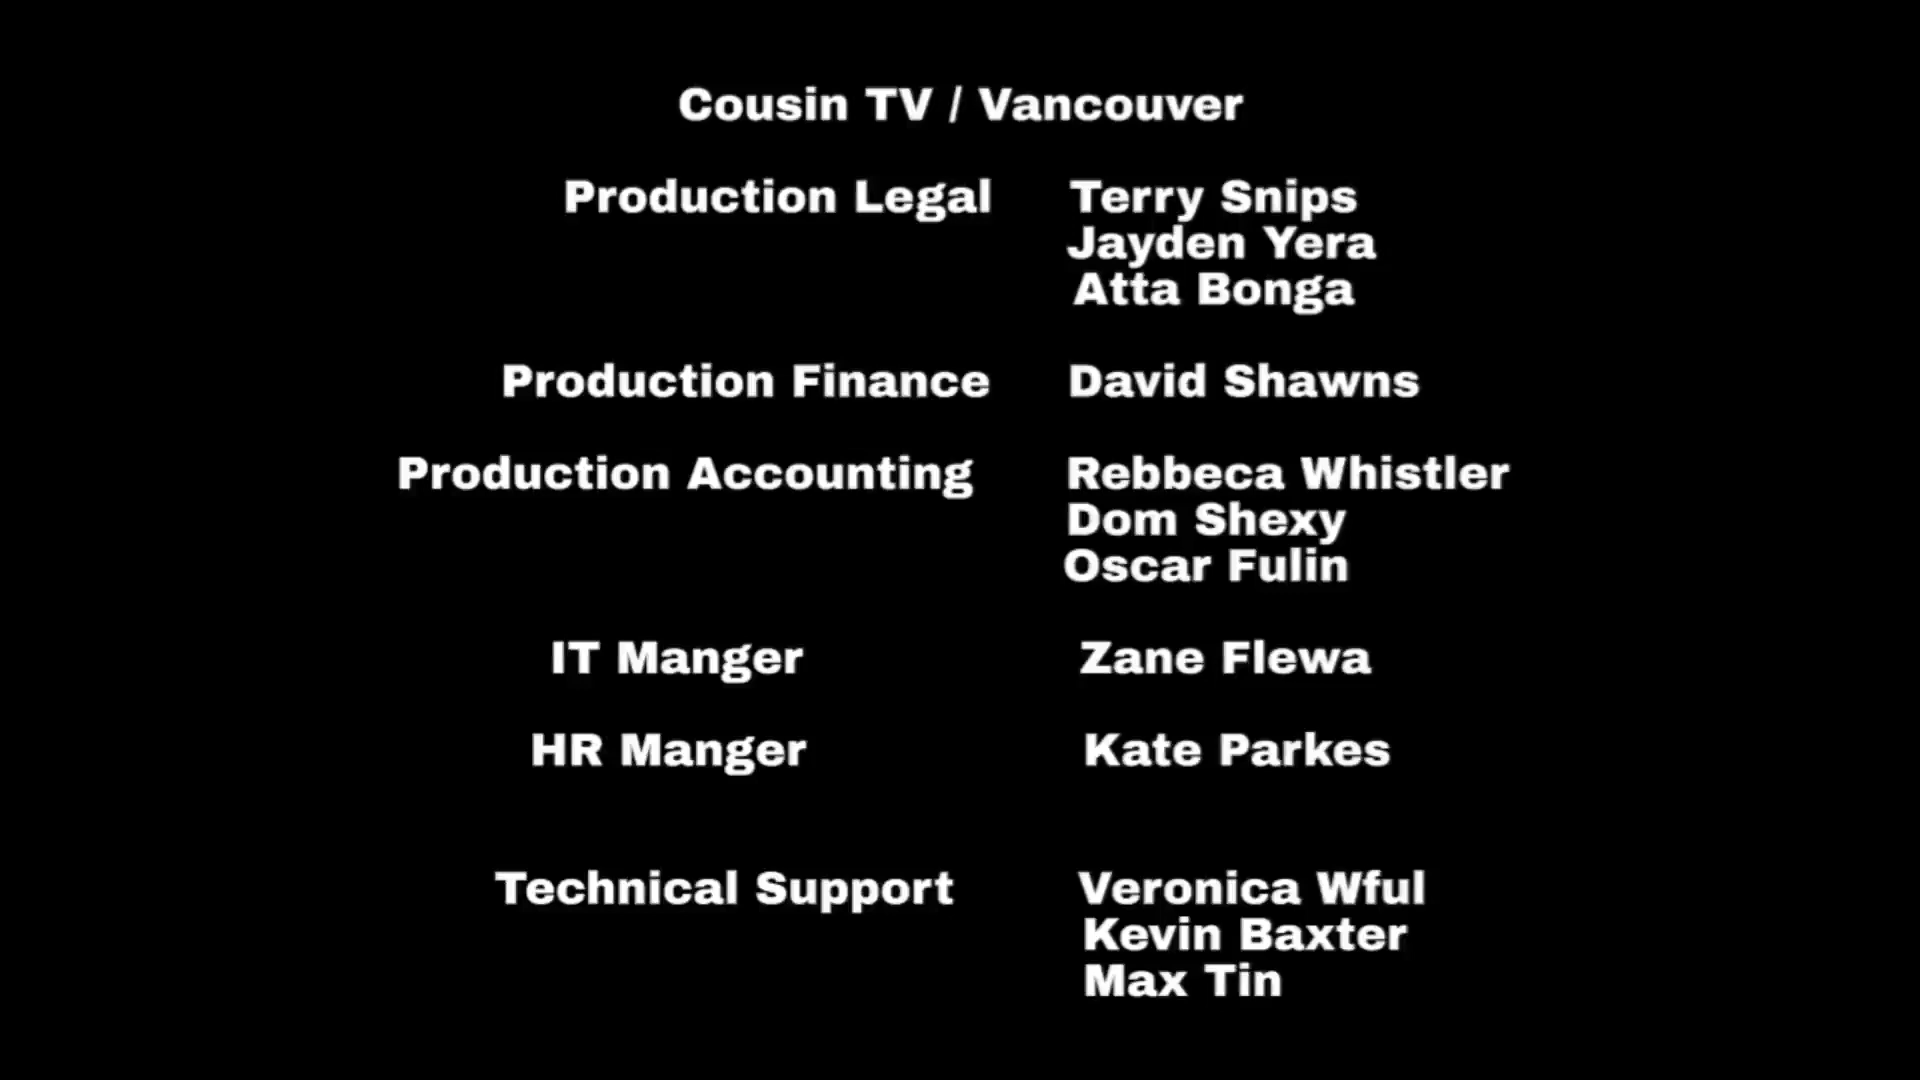 Cousin TV / Vancouver
Production Legal Terry Snips
Jayden Yera
Atta Bonga
Production Finance David Shawns
Production Accounting Rebbeca Whistler
Dom Shexy
Oscar Fulin
IT Manger Zane Flewa
HR Manger Kate Parkes
Technical Support Veronica Wful
Kevin Baxter
Max Tin